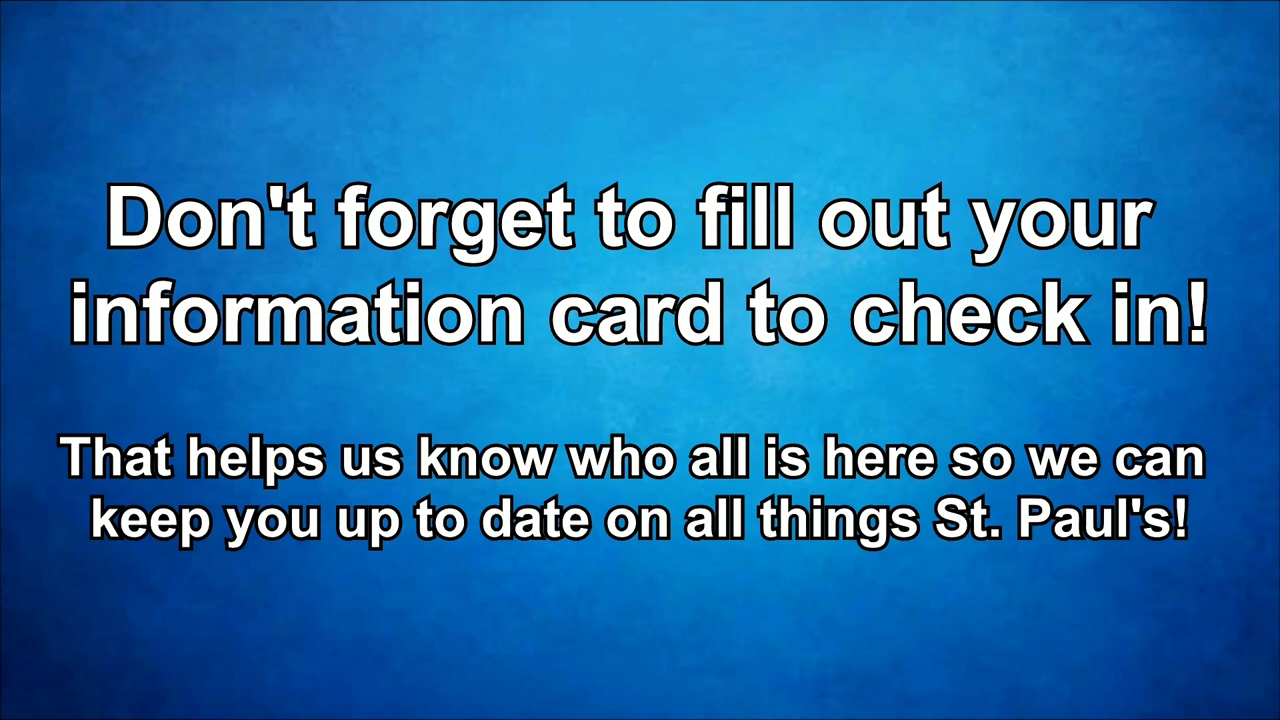 Don't forget to fill out your
information card to check in!
That helps us know who all is here so we can
keep you up to date on all things St. Paul's!